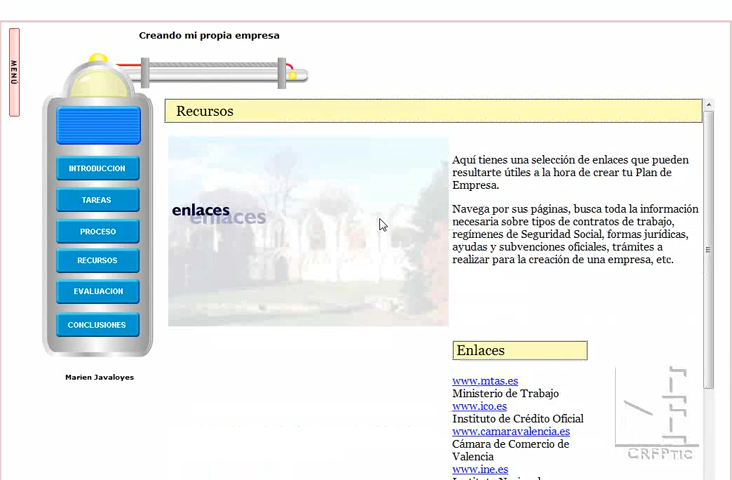 Creando mi propia empresa
MENÚ
Recursos
INTRODUCCION
TAREAS
PROCESO
RECURSOS
EVALUACION
CONCLUSIONES
Marien Javaloyes
enlaces
enlaces
Aquí tienes una selección de enlaces que pueden
resultarte útiles a la hora de crear tu Plan de
Empresa.
Navega por sus páginas, busca toda la información
necesaria sobre tipos de contratos de trabajo,
regímenes de Seguridad Social, formas jurídicas,
ayudas y subvenciones oficiales, trámites a
realizar para la creación de una empresa, etc.
Enlaces
www.mtas.es
Ministerio de Trabajo
www.ico.es
Instituto de Crédito Oficial
www.camaravalencia.es
Cámara de Comercio de
Valencia
www.ine.es
CRFPTIC